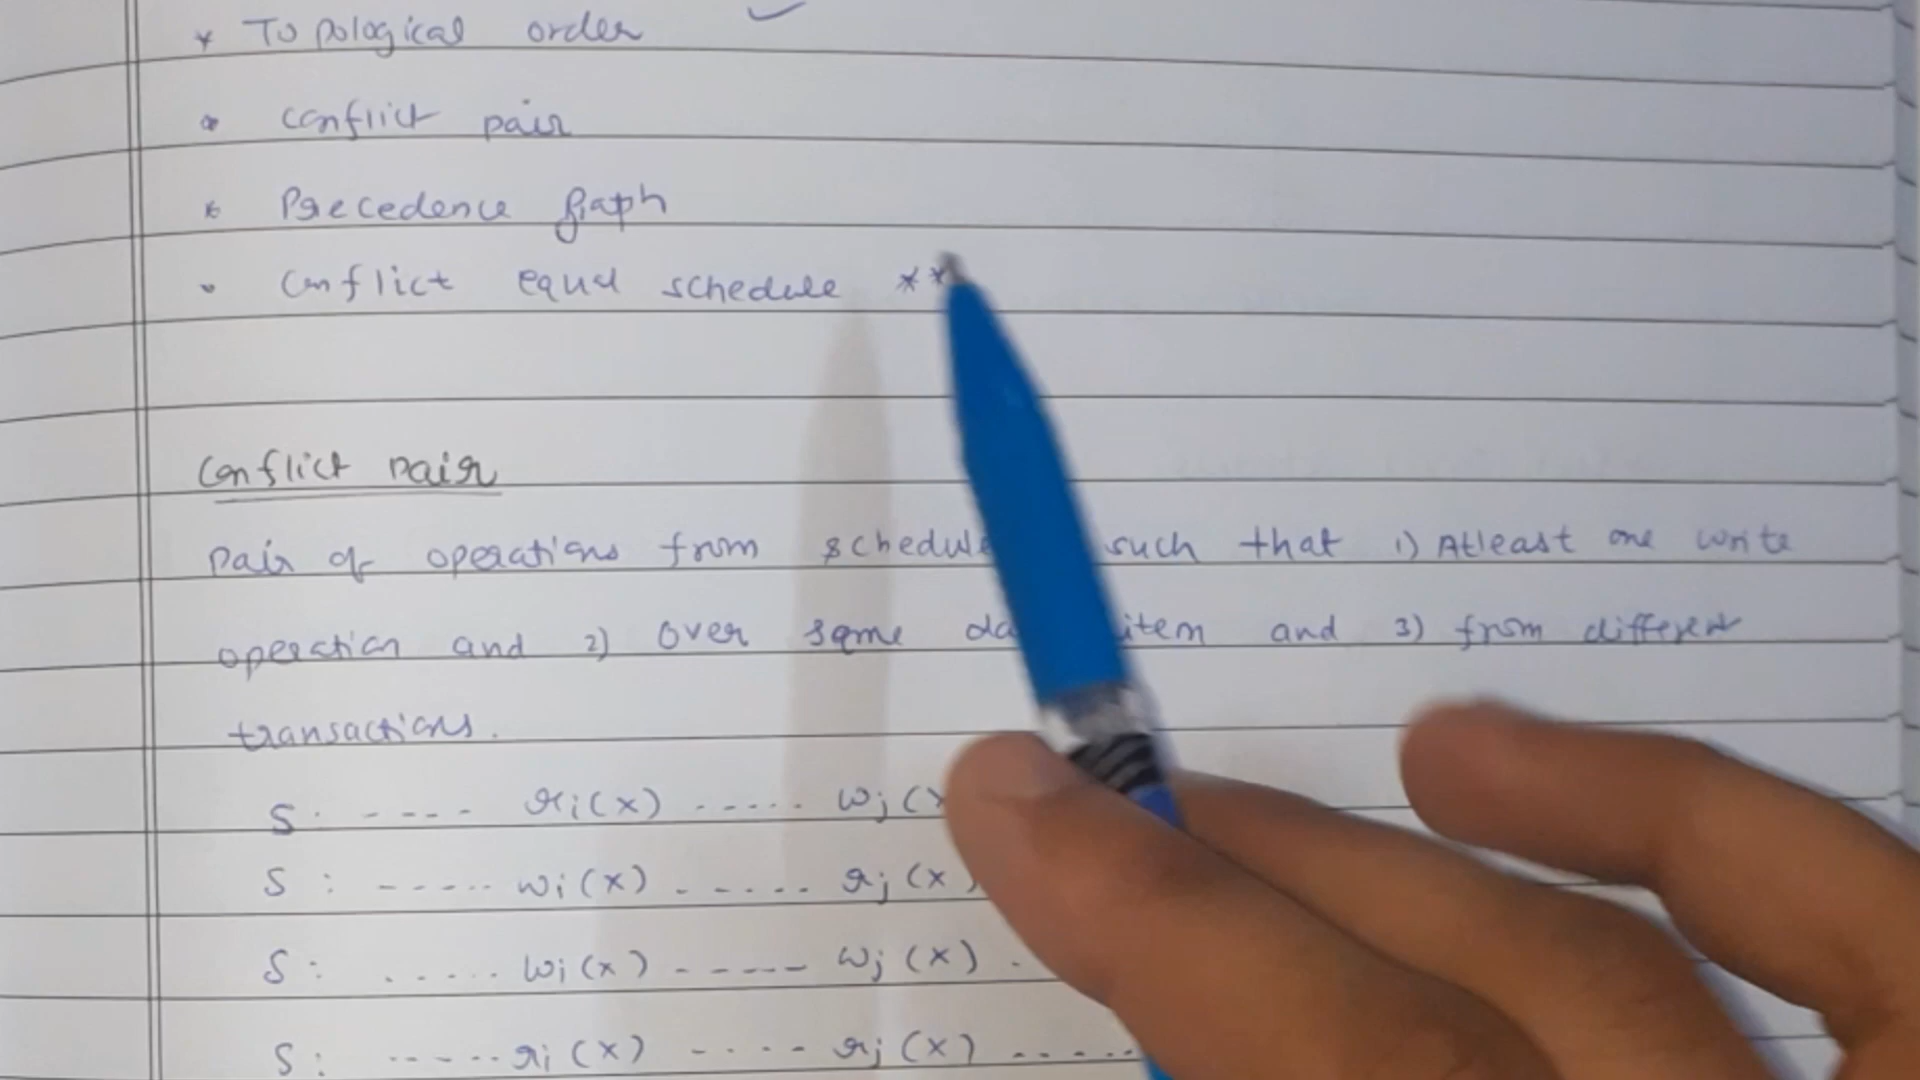 * Topological order ✓
• Conflict pair
* Precedence graph
• Conflict equal schedule **
Conflict pair
pair of operations from schedule such that 1) Atleast one write
operation and 2) over same item and 3) from different
transactions.
S: ---- ri(x) ..... wj(x
S: ----- wi(x) ..... rj(x)
S: ..... wi(x) ----- wj(x) .
S: ----- ri(x) ---- rj(x) .....